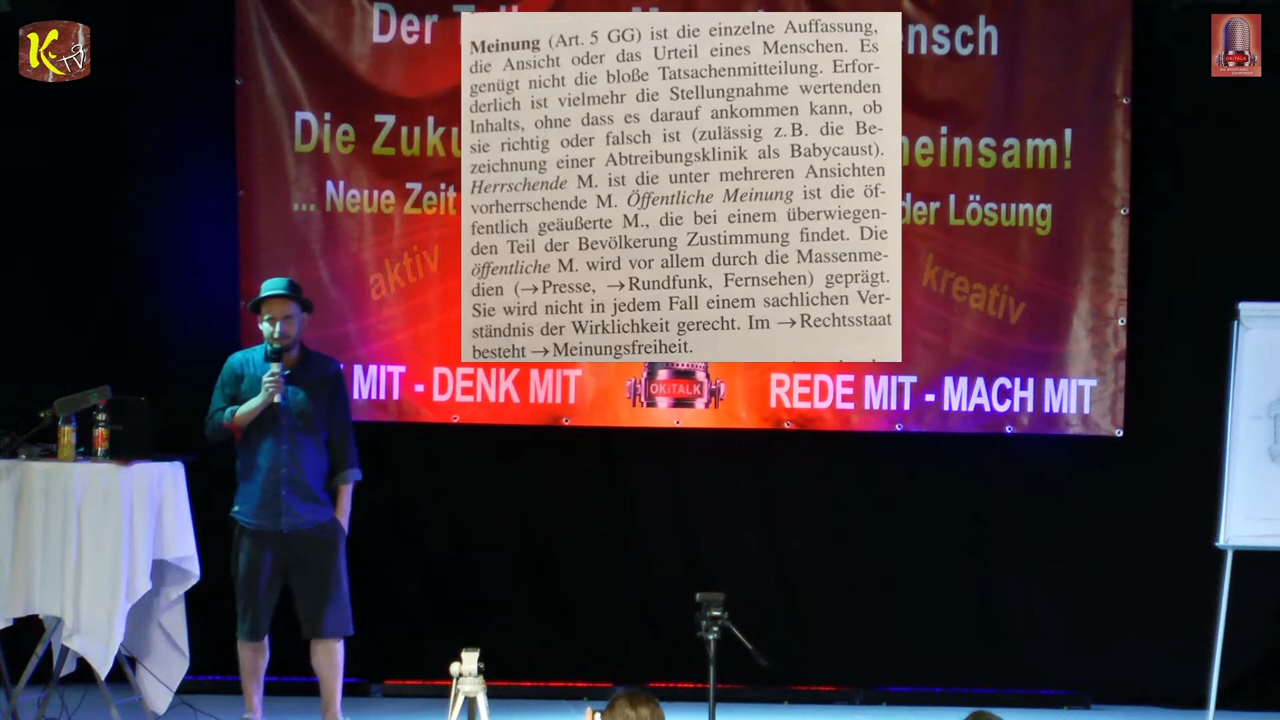 K
TV
OKiTALK
Der
nsch
Meinung (Art. 5 GG) ist die einzelne Auffassung,
die Ansicht oder das Urteil eines Menschen. Es
genügt nicht die bloße Tatsachenmitteilung. Erfor-
derlich ist vielmehr die Stellungnahme wertenden
Inhalts, ohne dass es darauf ankommen kann, ob
sie richtig oder falsch ist (zulässig z. B. die Be-
zeichnung einer Abtreibungsklinik als Babycaust).
Herrschende M. ist die unter mehreren Ansichten
vorherrschende M. Öffentliche Meinung ist die öf-
fentlich geäußerte M., die bei einem überwiegen-
den Teil der Bevölkerung Zustimmung findet. Die
öffentliche M. wird vor allem durch die Massenme-
dien (→Presse, →Rundfunk, Fernsehen) geprägt.
Sie wird nicht in jedem Fall einem sachlichen Ver-
ständnis der Wirklichkeit gerecht. Im →Rechtsstaat
besteht →Meinungsfreiheit.
Die Zuku
einsam!
... Neue Zeit
der Lösung
aktiv
kreativ
MIT - DENK MIT
OKiTALK
REDE MIT - MACH MIT